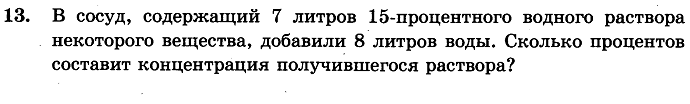 13. В сосуд, содержащий 7 литров 15-процентного водного раствора
некоторого вещества, добавили 8 литров воды. Сколько процентов
составит концентрация получившегося раствора?